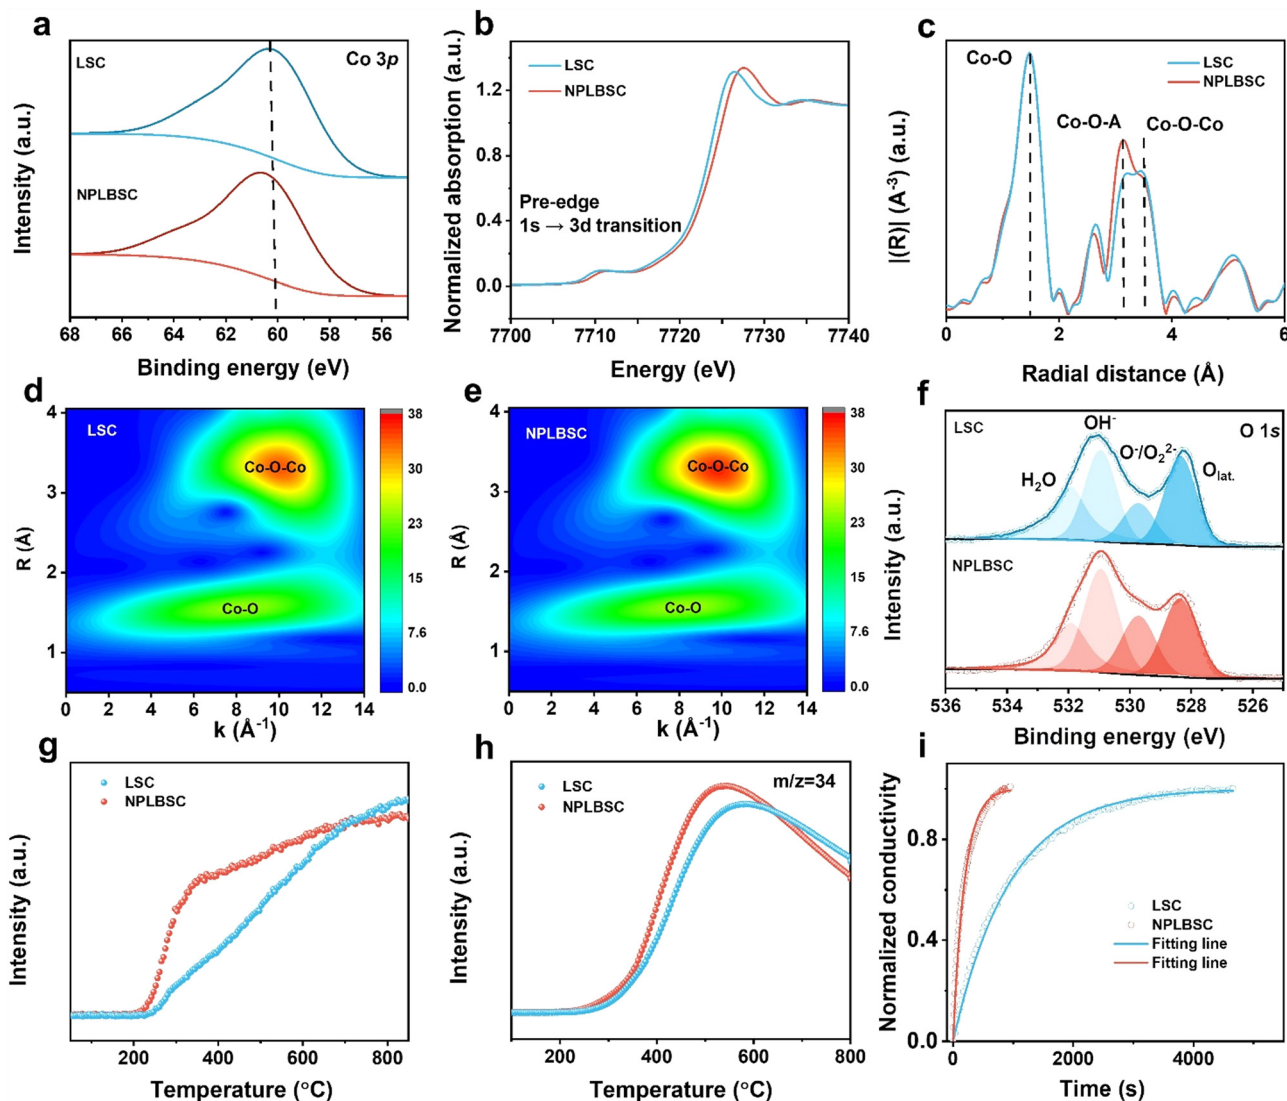 a
LSC
Co 3p
NPLBSC
Intensity (a.u.)
68 66 64 62 60 58 56
Binding energy (eV)
b
LSC
NPLBSC
Pre-edge
1s → 3d transition
Normalized absorption (a.u.)
0.0
0.4
0.8
1.2
7700 7710 7720 7730 7740
Energy (eV)
c
Co-O
LSC
NPLBSC
Co-O-A
Co-O-Co
|(R)| (A⁻³) (a.u.)
0 2 4 6
Radial distance (Å)
d
LSC
Co-O-Co
Co-O
R (Å)
4
3
2
1
0 2 4 6 8 10 12 14
k (Å⁻¹)
38
30
23
15
7.6
0.0
e
NPLBSC
Co-O-Co
Co-O
R (Å)
4
3
2
1
0 2 4 6 8 10 12 14
k (Å⁻¹)
38
30
23
15
7.6
0.0
f
LSC
O 1s
OH⁻
O⁻/O₂²⁻
H₂O
Olat.
NPLBSC
Intensity (a.u.)
536 534 532 530 528 526
Binding energy (eV)
g
LSC
NPLBSC
Intensity (a.u.)
200 400 600 800
Temperature (°C)
h
LSC
NPLBSC
m/z=34
Intensity (a.u.)
200 400 600 800
Temperature (°C)
i
LSC
NPLBSC
Fitting line
Fitting line
Normalized conductivity
0.0
0.4
0.8
0 2000 4000
Time (s)